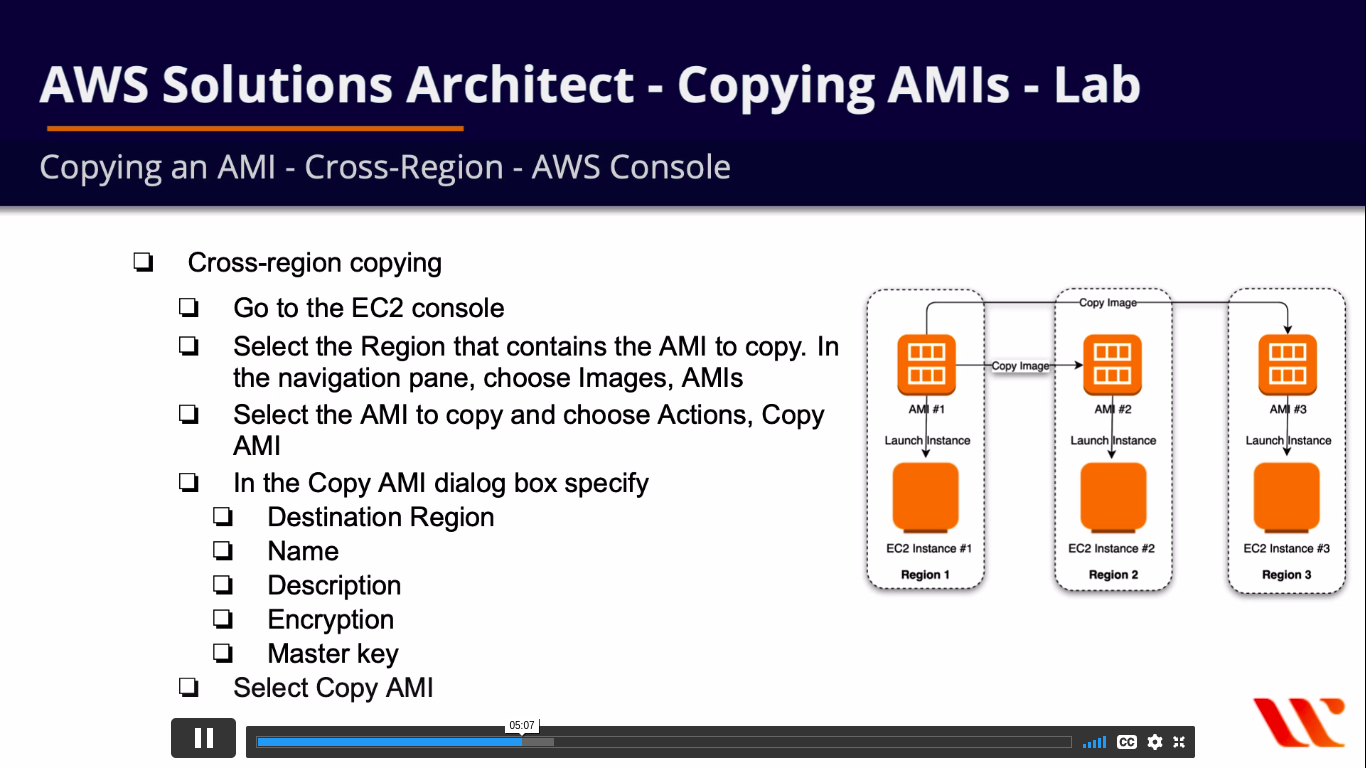 AWS Solutions Architect - Copying AMIs - Lab
Copying an AMI - Cross-Region - AWS Console
Cross-region copying
Go to the EC2 console
Select the Region that contains the AMI to copy. In
the navigation pane, choose Images, AMIs
Select the AMI to copy and choose Actions, Copy
AMI
In the Copy AMI dialog box specify
Destination Region
Name
Description
Encryption
Master key
Select Copy AMI
Copy Image
Copy Image
AMI #1
AMI #2
AMI #3
Launch Instance
Launch Instance
Launch Instance
EC2 Instance #1
EC2 Instance #2
EC2 Instance #3
Region 1
Region 2
Region 3
05:07
CC